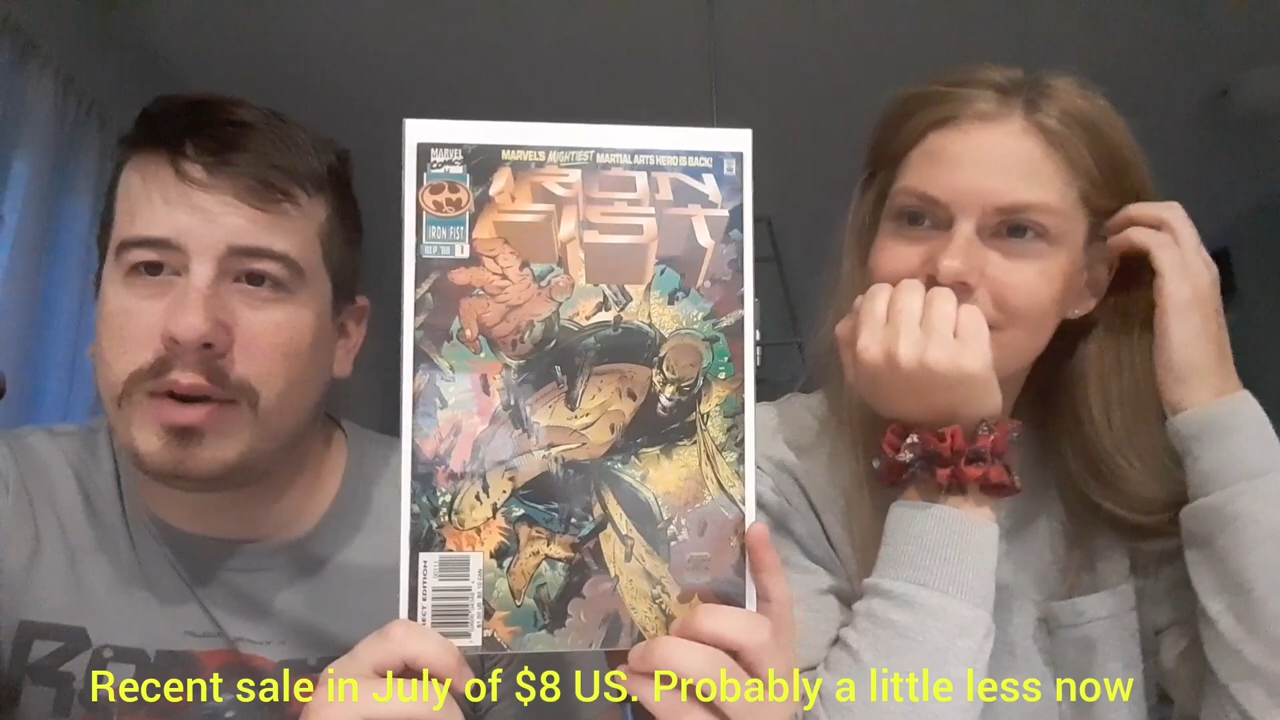 MARVEL
COMICS
MARVEL'S MIGHTIEST MARTIAL ARTS HERO IS BACK!
IRON
FIST
IRON FIST
SEP '96 1
DIRECT EDITION
Recent sale in July of $8 US. Probably a little less now